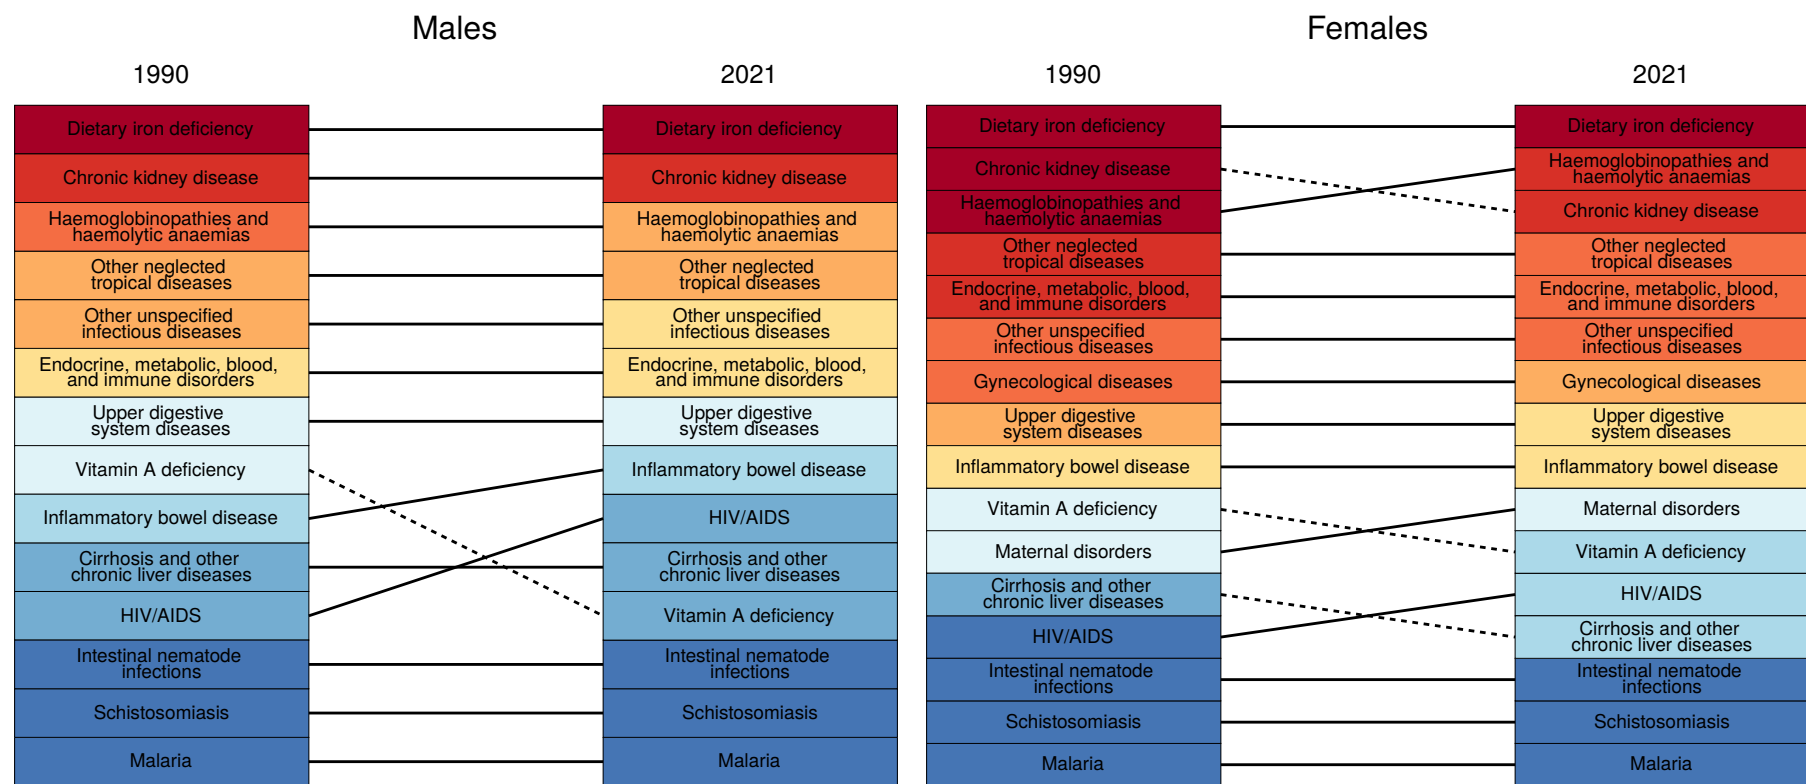 Males
1990
2021
Dietary iron deficiency
Chronic kidney disease
Haemoglobinopathies and
haemolytic anaemias
Other neglected
tropical diseases
Other unspecified
infectious diseases
Endocrine, metabolic, blood,
and immune disorders
Upper digestive
system diseases
Vitamin A deficiency
Inflammatory bowel disease
Cirrhosis and other
chronic liver diseases
HIV/AIDS
Intestinal nematode
infections
Schistosomiasis
Malaria
Dietary iron deficiency
Chronic kidney disease
Haemoglobinopathies and
haemolytic anaemias
Other neglected
tropical diseases
Other unspecified
infectious diseases
Endocrine, metabolic, blood,
and immune disorders
Upper digestive
system diseases
Inflammatory bowel disease
HIV/AIDS
Cirrhosis and other
chronic liver diseases
Vitamin A deficiency
Intestinal nematode
infections
Schistosomiasis
Malaria
Females
1990
2021
Dietary iron deficiency
Chronic kidney disease
Haemoglobinopathies and
haemolytic anaemias
Other neglected
tropical diseases
Endocrine, metabolic, blood,
and immune disorders
Other unspecified
infectious diseases
Gynecological diseases
Upper digestive
system diseases
Inflammatory bowel disease
Vitamin A deficiency
Maternal disorders
Cirrhosis and other
chronic liver diseases
HIV/AIDS
Intestinal nematode
infections
Schistosomiasis
Malaria
Dietary iron deficiency
Haemoglobinopathies and
haemolytic anaemias
Chronic kidney disease
Other neglected
tropical diseases
Endocrine, metabolic, blood,
and immune disorders
Other unspecified
infectious diseases
Gynecological diseases
Upper digestive
system diseases
Inflammatory bowel disease
Maternal disorders
Vitamin A deficiency
HIV/AIDS
Cirrhosis and other
chronic liver diseases
Intestinal nematode
infections
Schistosomiasis
Malaria